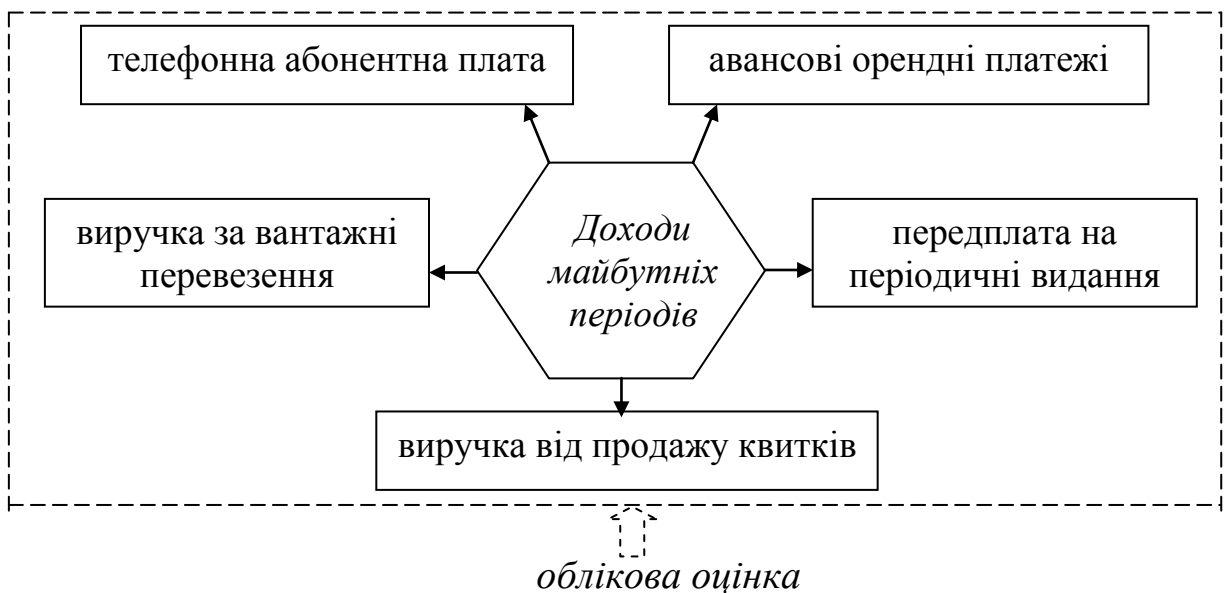 телефонна абонентна плата
авансові орендні платежі
виручка за вантажні
перевезення
Доходи
майбутніх
періодів
передплата на
періодичні видання
виручка від продажу квитків
облікова оцінка